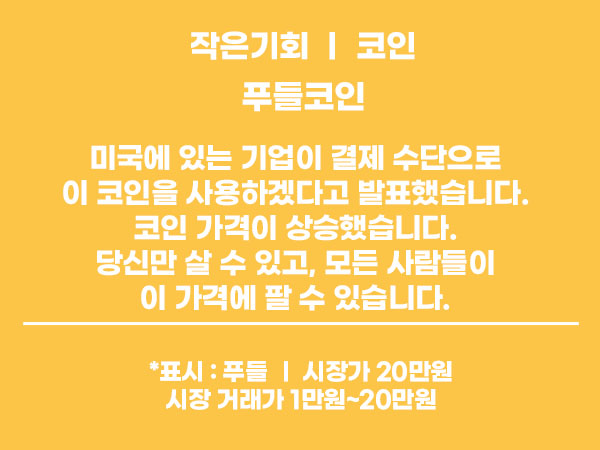 작은기회 ㅣ 코인
푸들코인
미국에 있는 기업이 결제 수단으로
이 코인을 사용하겠다고 발표했습니다.
코인 가격이 상승했습니다.
당신만 살 수 있고, 모든 사람들이
이 가격에 팔 수 있습니다.
*표시 : 푸들 ㅣ 시장가 20만원
시장 거래가 1만원~20만원